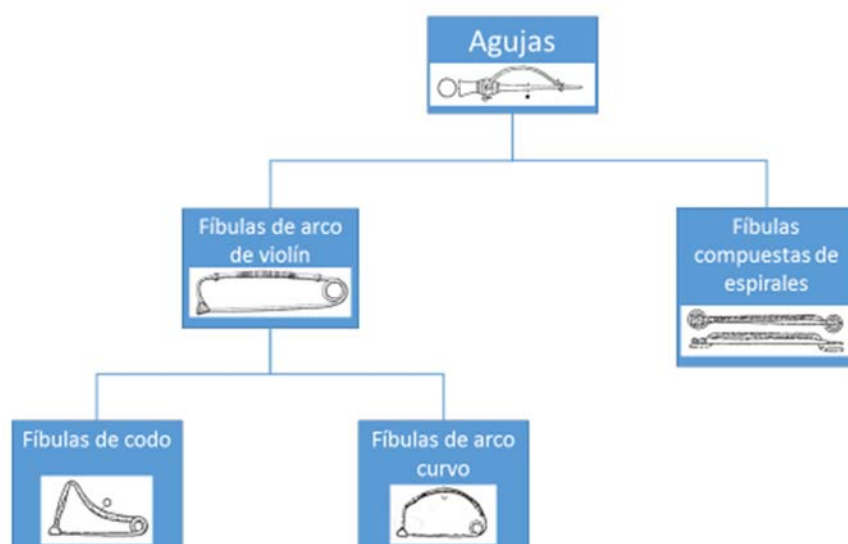 Agujas
Fíbulas de arco
de violín
Fíbulas
compuestas de
espirales
Fíbulas de codo
Fíbulas de arco
curvo